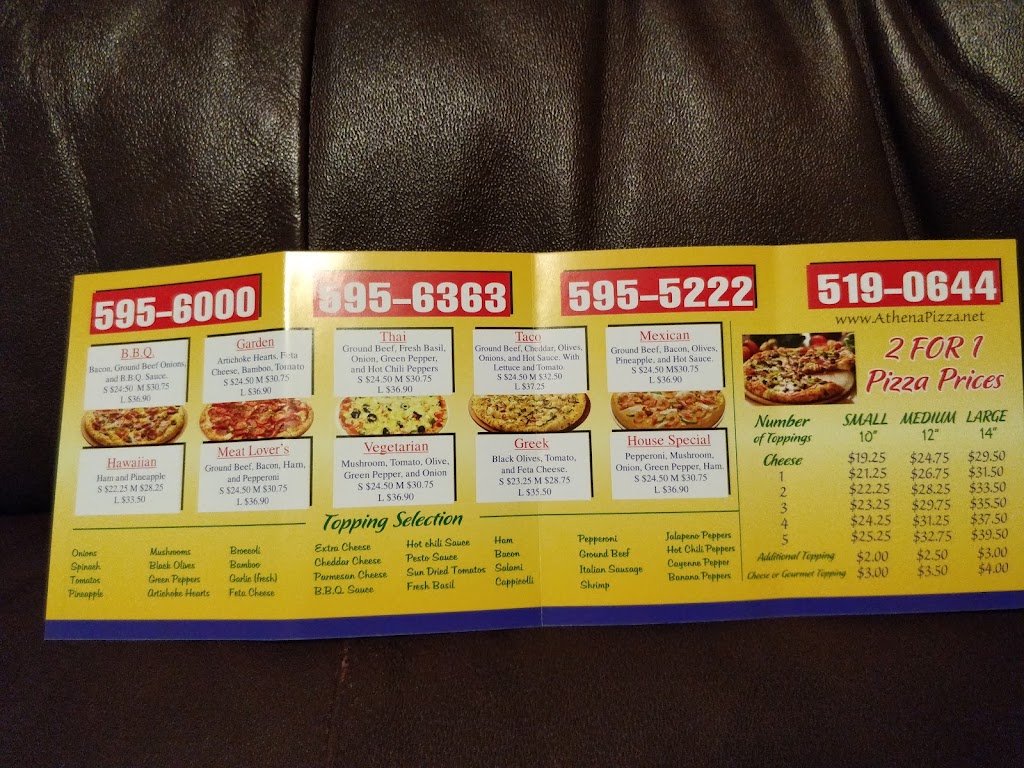 595-6000
595-6363
595-5222
519-0644
www.AthenaPizza.net
B.B.Q.
Bacon, Ground Beef Onions,
and B.B.Q. Sauce.
S $24.50 M $30.75
L $36.90
Garden
Artichoke Hearts, Feta
Cheese, Bamboo, Tomato
S $24.50 M $30.75
L $36.90
Thai
Ground Beef, Fresh Basil,
Onion, Green Pepper,
and Hot Chili Peppers
S $24.50 M $30.75
L $36.90
Taco
Ground Beef, Cheddar, Olives,
Onions, and Hot Sauce. With
Lettuce and Tomato.
S $24.50 M $32.50
L $37.25
Mexican
Ground Beef, Bacon, Olives,
Pineapple, and Hot Sauce.
S $24.50 M $30.75
L $36.90
Hawaiian
Ham and Pineapple
S $22.25 M $28.25
L $33.50
Meat Lover's
Ground Beef, Bacon, Ham,
and Pepperoni
S $24.50 M $30.75
L $36.90
Vegetarian
Mushroom, Tomato, Olive,
Green Pepper, and Onion
S $24.50 M $30.75
L $36.90
Greek
Black Olives, Tomato,
and Feta Cheese.
S $23.25 M $28.75
L $35.50
House Special
Pepperoni, Mushroom,
Onion, Green Pepper, Ham.
S $24.50 M $30.75
L $36.90
Topping Selection
Onions
Spinach
Tomatos
Pineapple
Mushrooms
Black Olives
Green Peppers
Artichoke Hearts
Broccoli
Bamboo
Garlic (fresh)
Feta Cheese
Extra Cheese
Cheddar Cheese
Parmesan Cheese
B.B.Q. Sauce
Hot chili Sauce
Pesto Sauce
Sun Dried Tomatos
Fresh Basil
Ham
Bacon
Salami
Cappicolli
Pepperoni
Ground Beef
Italian Sausage
Shrimp
Jalapeno Peppers
Hot Chili Peppers
Cayenne Pepper
Banana Peppers
2 FOR 1
Pizza Prices
Number SMALL MEDIUM LARGE
of Toppings 10" 12" 14"
Cheese $19.25 $24.75 $29.50
1 $21.25 $26.75 $31.50
2 $22.25 $28.25 $33.50
3 $23.25 $29.75 $35.50
4 $24.25 $31.25 $37.50
5 $25.25 $32.75 $39.50
Additional Topping $2.00 $2.50 $3.00
Cheese or Gourmet Topping $3.00 $3.50 $4.00